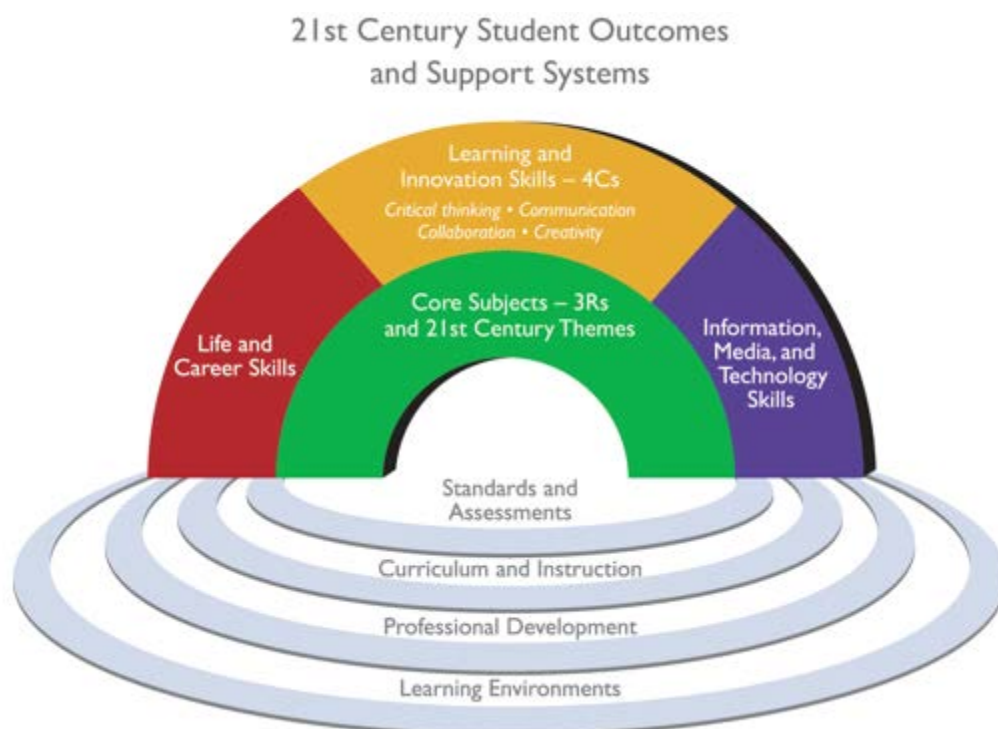 21st Century Student Outcomes
and Support Systems
Learning and
Innovation Skills – 4Cs
Critical thinking • Communication
Collaboration • Creativity
Core Subjects – 3Rs
and 21st Century Themes
Life and
Career Skills
Information,
Media, and
Technology
Skills
Standards and
Assessments
Curriculum and Instruction
Professional Development
Learning Environments